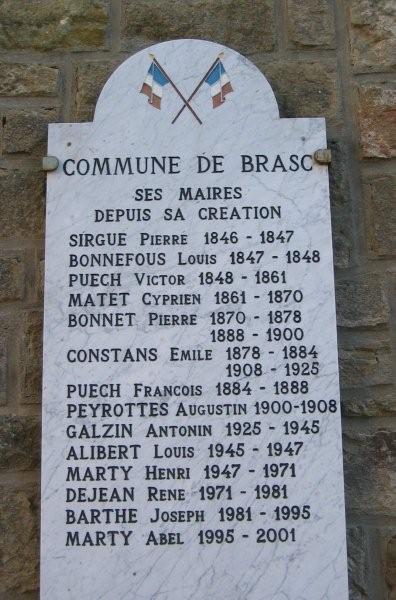 COMMUNE DE BRASC
SES MAIRES
DEPUIS SA CREATION
SIRGUE PIERRE 1846 - 1847
BONNEFOUS LOUIS 1847 - 1848
PUECH VICTOR 1848 - 1861
MATET CYPRIEN 1861 - 1870
BONNET PIERRE 1870 - 1878
1888 - 1900
CONSTANS EMILE 1878 - 1884
1908 - 1925
PUECH FRANCOIS 1884 - 1888
PEYROTTES AUGUSTIN 1900-1908
GALZIN ANTONIN 1925 - 1945
ALIBERT LOUIS 1945 - 1947
MARTY HENRI 1947 - 1971
DEJEAN RENE 1971 - 1981
BARTHE JOSEPH 1981 - 1995
MARTY ABEL 1995 - 2001